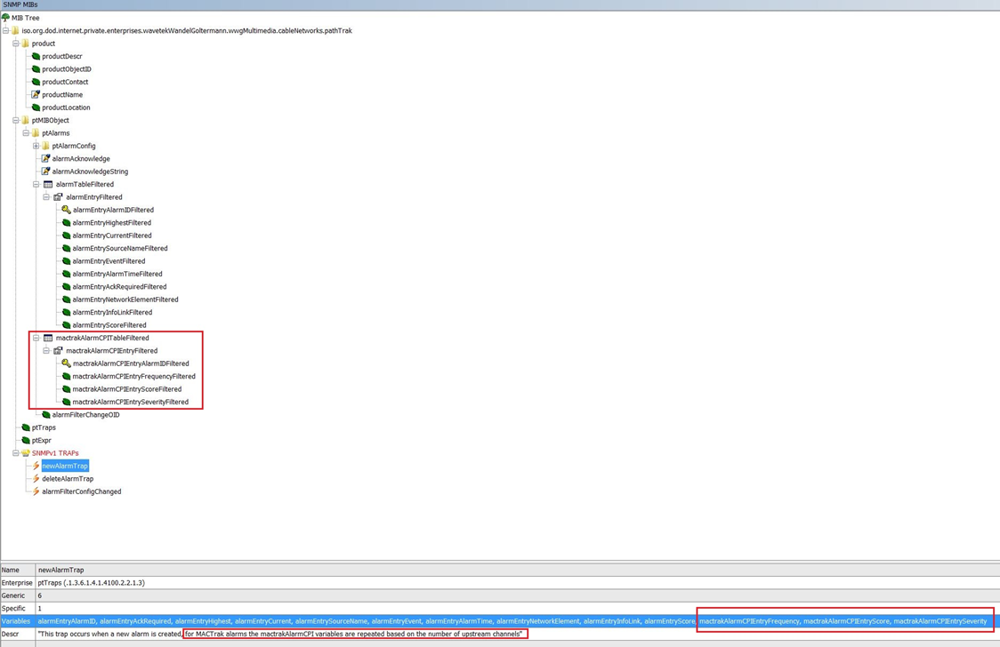 SNMP MIBs
MIB Tree
iso.org.dod.internet.private.enterprises.wavetekWandelGoltermann.wwgMultimedia.cableNetworks.pathTrak
product
productDescr
productObjectID
productContact
productName
productLocation
ptMIBObject
ptAlarms
ptAlarmConfig
alarmAcknowledge
alarmAcknowledgeString
alarmTableFiltered
alarmEntryFiltered
alarmEntryAlarmIDFiltered
alarmEntryHighestFiltered
alarmEntryCurrentFiltered
alarmEntrySourceNameFiltered
alarmEntryEventFiltered
alarmEntryAlarmTimeFiltered
alarmEntryAckRequiredFiltered
alarmEntryNetworkElementFiltered
alarmEntryInfoLinkFiltered
alarmEntryScoreFiltered
mactrakAlarmCPITableFiltered
mactrakAlarmCPIEntryFiltered
mactrakAlarmCPIEntryAlarmIDFiltered
mactrakAlarmCPIEntryFrequencyFiltered
mactrakAlarmCPIEntryScoreFiltered
mactrakAlarmCPIEntrySeverityFiltered
alarmFilterChangeOID
ptTraps
ptExpr
SNMPv1 TRAPs
newAlarmTrap
deleteAlarmTrap
alarmFilterConfigChanged
Name newAlarmTrap
Enterprise ptTraps (.1.3.6.1.4.1.4100.2.2.1.3)
Generic 6
Specific 1
Variables alarmEntryAlarmID, alarmEntryAckRequired, alarmEntryHighest, alarmEntryCurrent, alarmEntrySourceName, alarmEntryEvent, alarmEntryAlarmTime, alarmEntryNetworkElement, alarmEntryInfoLink, alarmEntryScore, mactrakAlarmCPIEntryFrequency, mactrakAlarmCPIEntryScore, mactrakAlarmCPIEntrySeverity
Descr "This trap occurs when a new alarm is created, for MACTrak alarms the mactrakAlarmCPI variables are repeated based on the number of upstream channels"